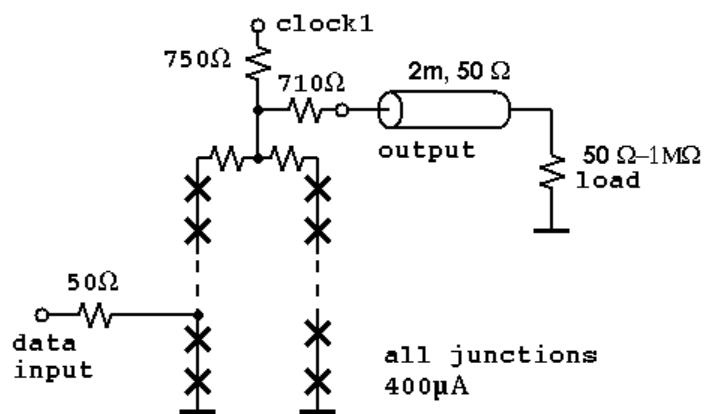 clock1
750Ω
710Ω
2m, 50 Ω
output
50 Ω–1MΩ
load
50Ω
data
input
all junctions
400µA